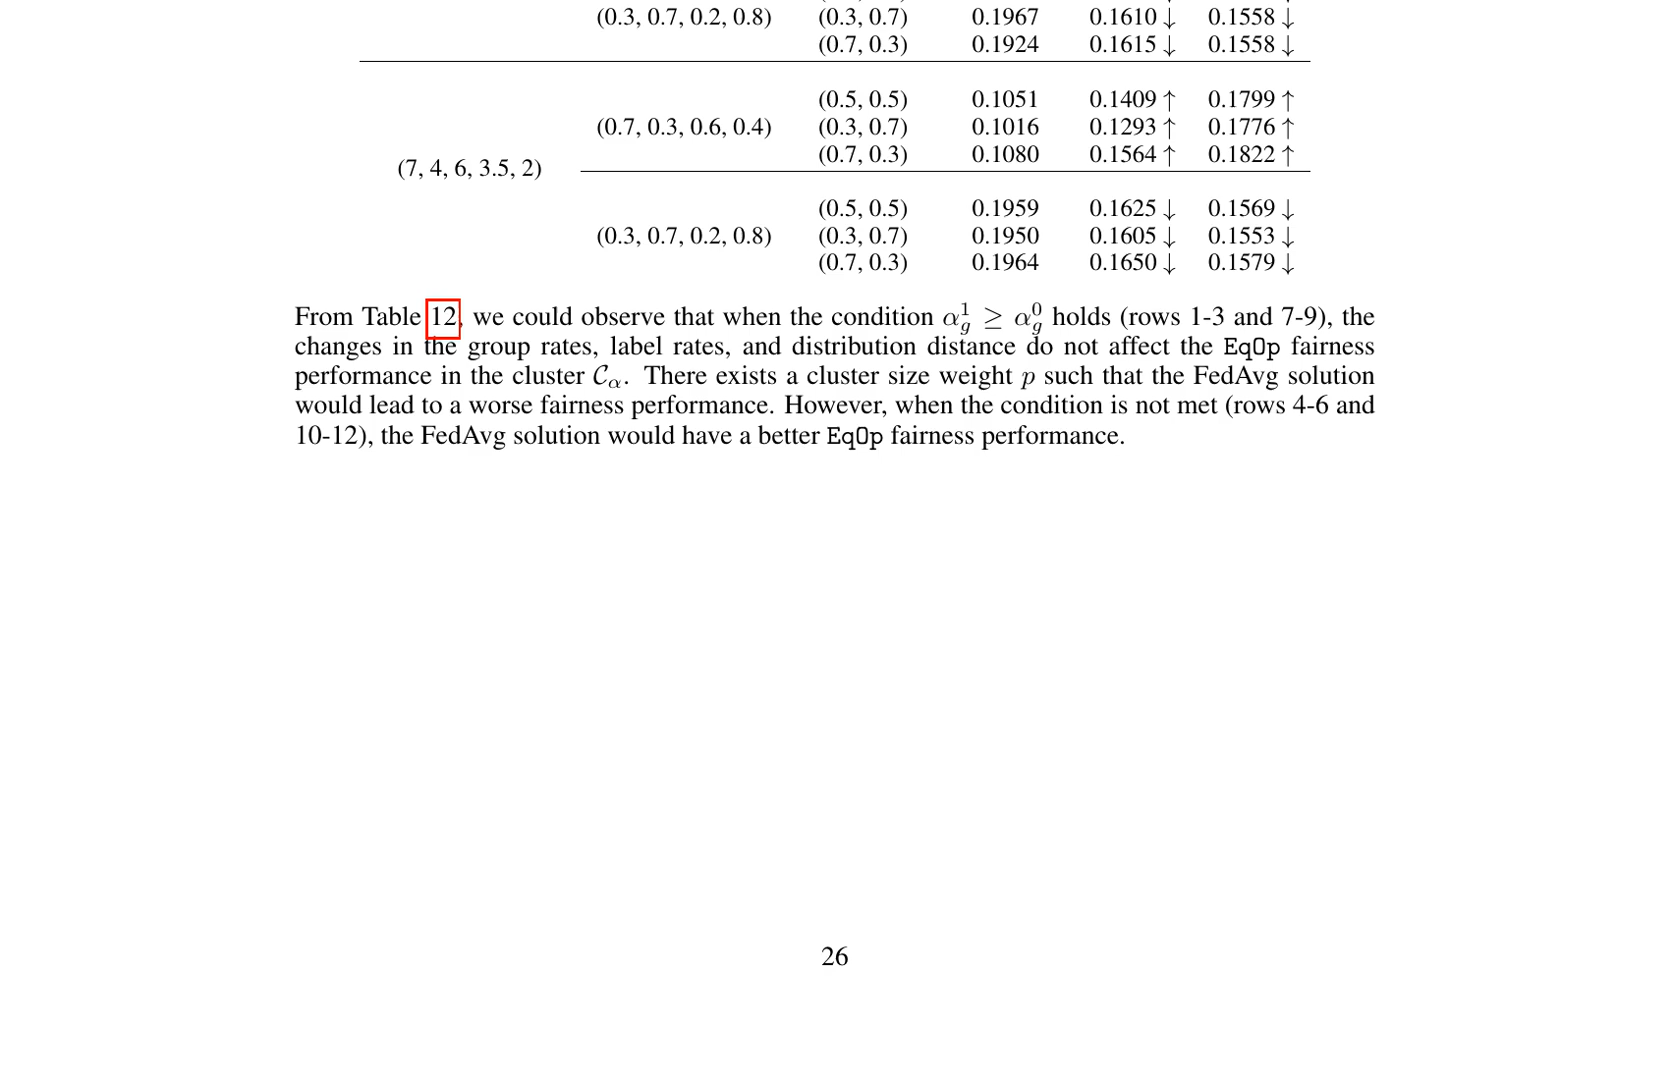 (0.3, 0.7, 0.2, 0.8) (0.3, 0.7) 0.1967 0.1610 ↓ 0.1558 ↓
(0.7, 0.3) 0.1924 0.1615 ↓ 0.1558 ↓
(0.5, 0.5) 0.1051 0.1409 ↑ 0.1799 ↑
(0.7, 0.3, 0.6, 0.4) (0.3, 0.7) 0.1016 0.1293 ↑ 0.1776 ↑
(0.7, 0.3) 0.1080 0.1564 ↑ 0.1822 ↑
(7, 4, 6, 3.5, 2)
(0.5, 0.5) 0.1959 0.1625 ↓ 0.1569 ↓
(0.3, 0.7, 0.2, 0.8) (0.3, 0.7) 0.1950 0.1605 ↓ 0.1553 ↓
(0.7, 0.3) 0.1964 0.1650 ↓ 0.1579 ↓
From Table 12, we could observe that when the condition α_g^1 ≥ α_g^0 holds (rows 1-3 and 7-9), the
changes in the group rates, label rates, and distribution distance do not affect the EqOp fairness
performance in the cluster C_α. There exists a cluster size weight p such that the FedAvg solution
would lead to a worse fairness performance. However, when the condition is not met (rows 4-6 and
10-12), the FedAvg solution would have a better EqOp fairness performance.
26